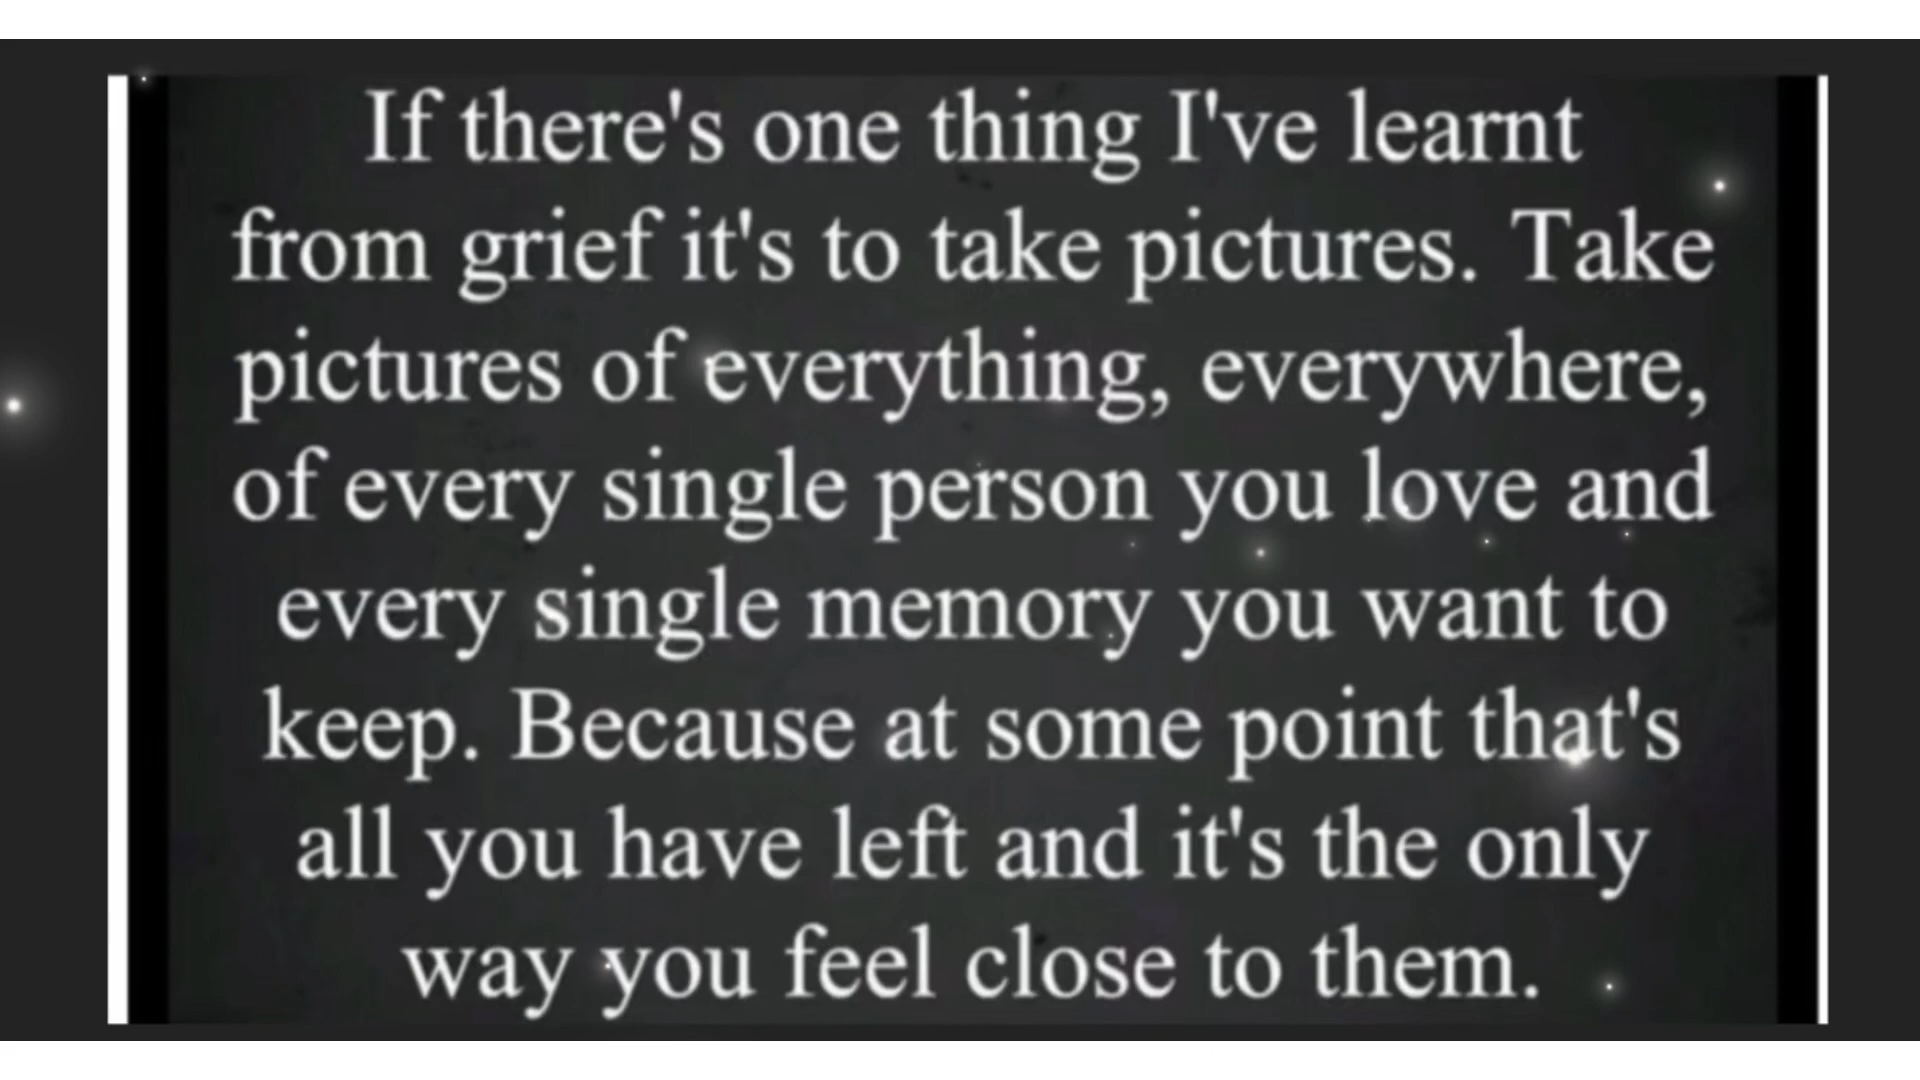 If there's one thing I've learnt
from grief it's to take pictures. Take
pictures of everything, everywhere,
of every single person you love and
every single memory you want to
keep. Because at some point that's
all you have left and it's the only
way you feel close to them.